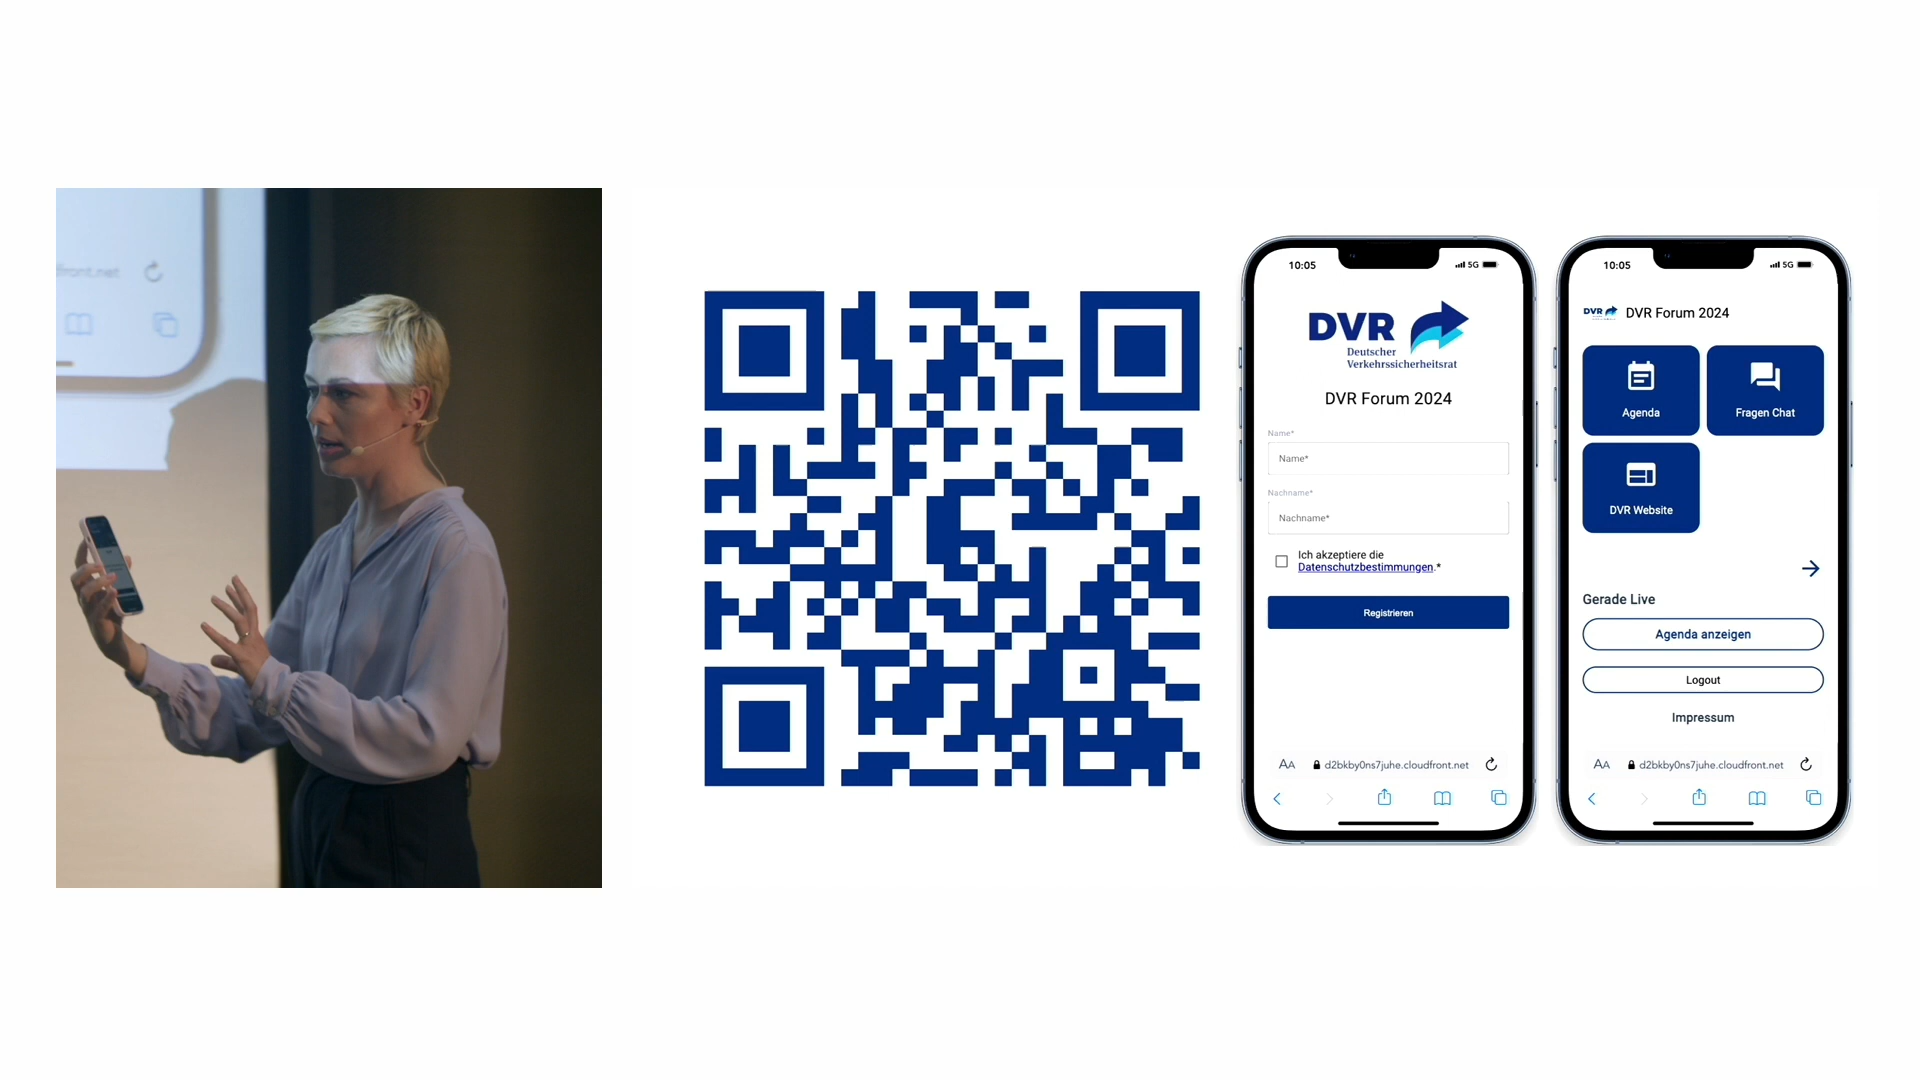 front.net
10:05
5G
DVR
Deutscher
Verkehrssicherheitsrat
DVR Forum 2024
Name*
Name*
Nachname*
Nachname*
Ich akzeptiere die
Datenschutzbestimmungen.*
Registrieren
AA d2bkby0ns7juhe.cloudfront.net
10:05
5G
DVR
DVR Forum 2024
Agenda
Fragen Chat
DVR Website
Gerade Live
Agenda anzeigen
Logout
Impressum
AA d2bkby0ns7juhe.cloudfront.net